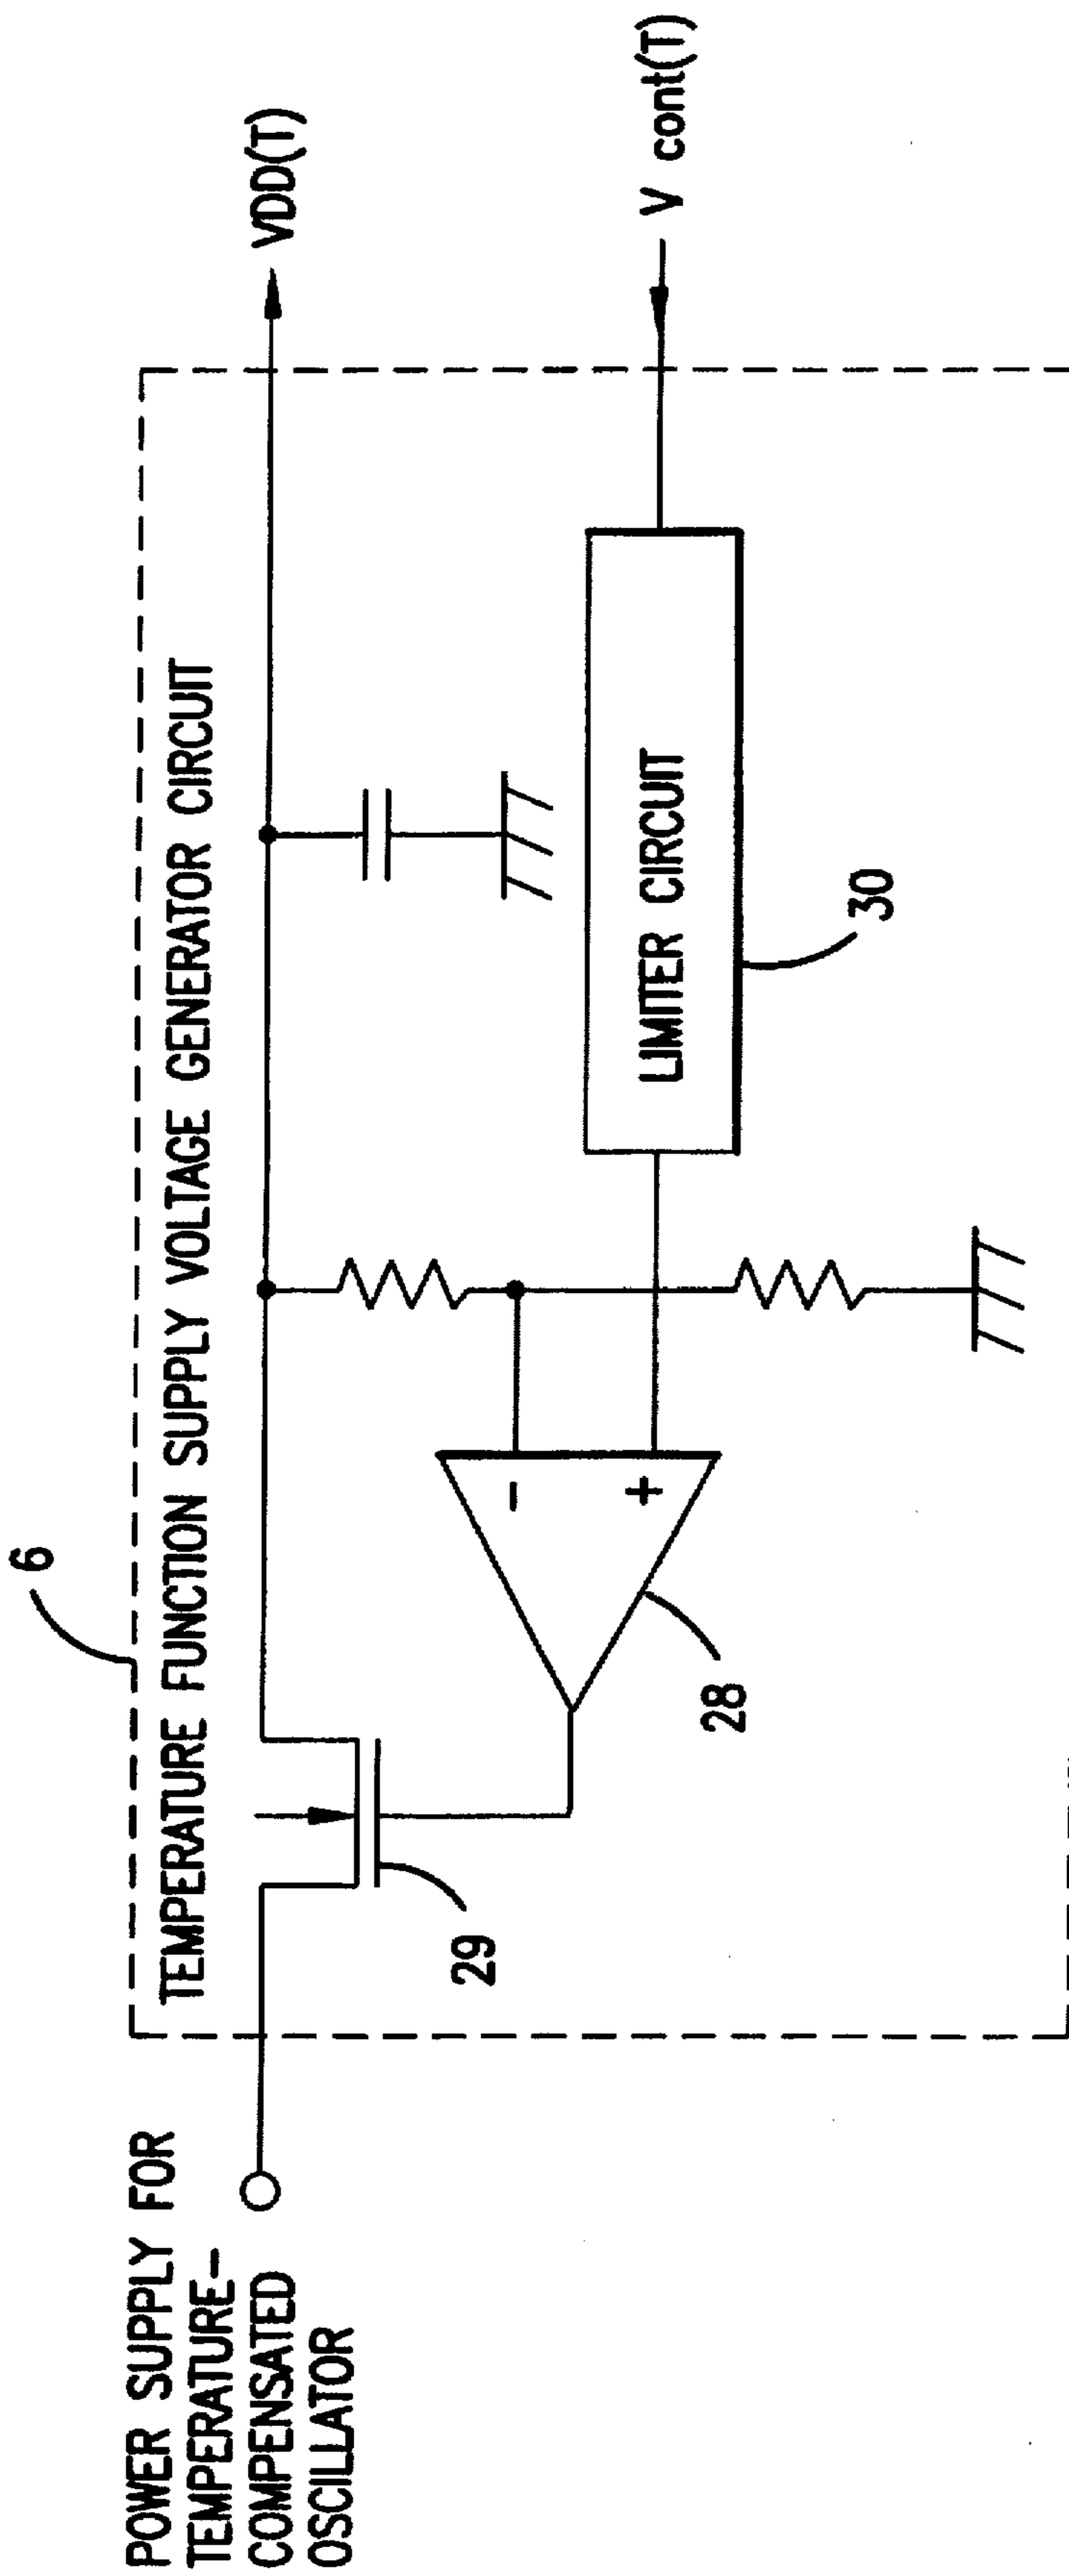 6
POWER SUPPLY FOR
TEMPERATURE-
COMPENSATED
OSCILLATOR
TEMPERATURE FUNCTION SUPPLY VOLTAGE GENERATOR CIRCUIT
VDD(T)
29
28
-
+
LIMITER CIRCUIT
30
V cont(T)